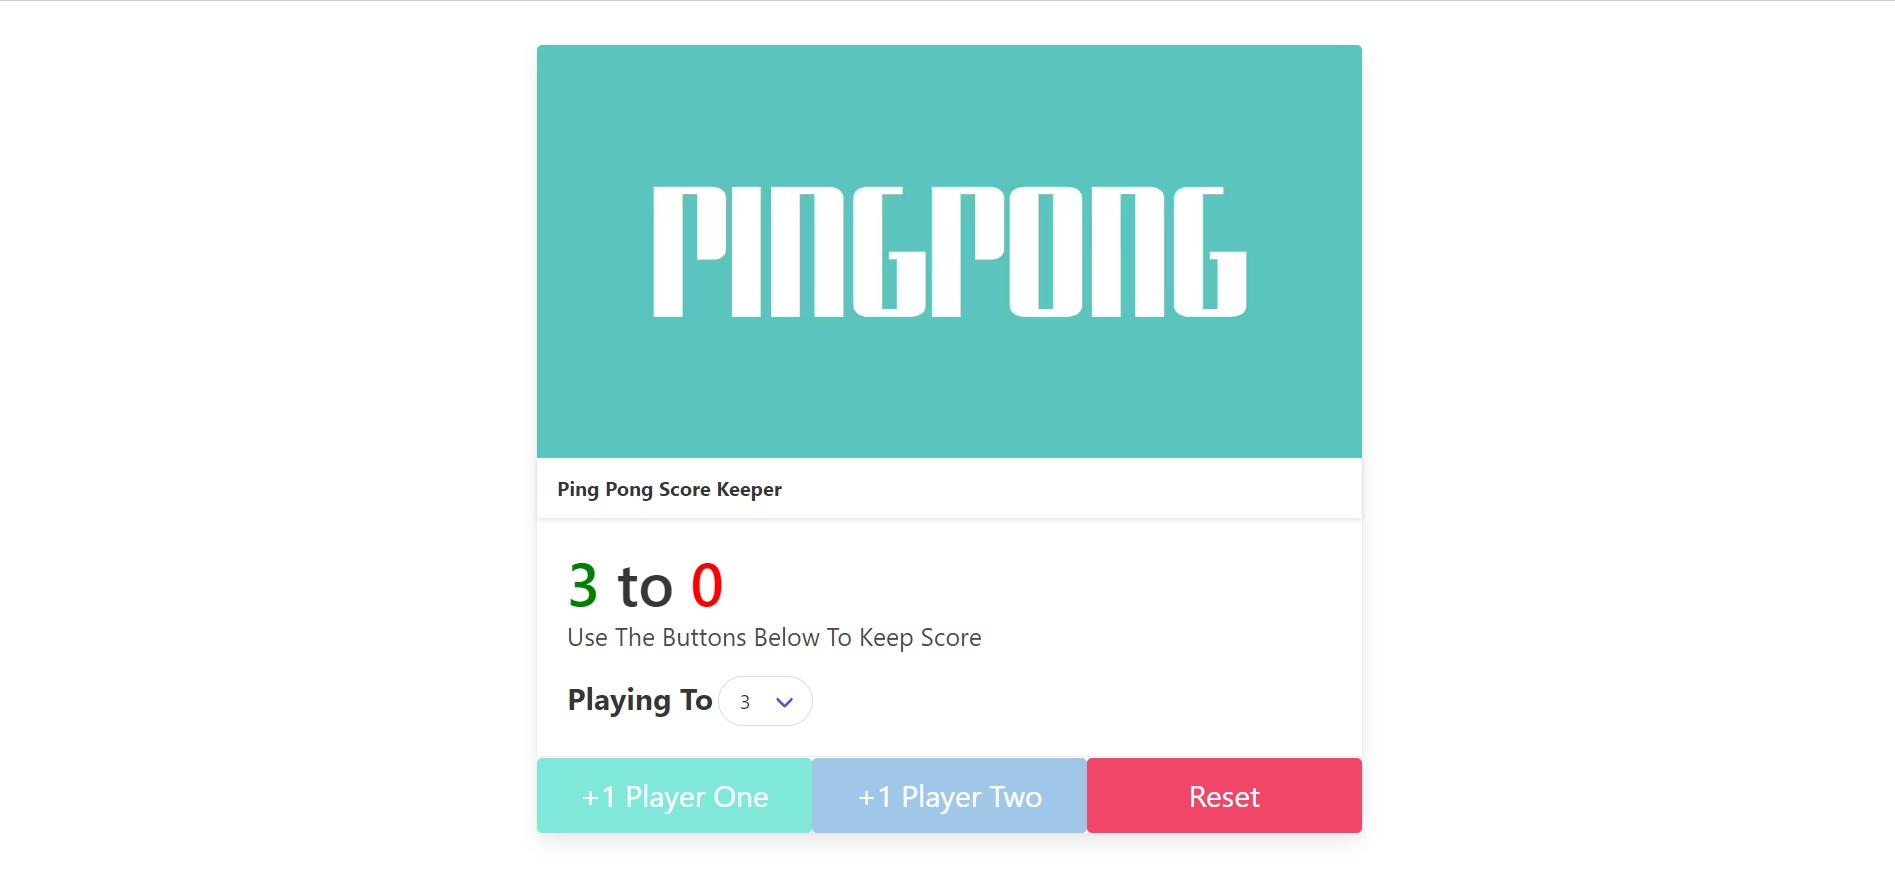 PINGPONG
Ping Pong Score Keeper
3 to 0
Use The Buttons Below To Keep Score
Playing To 3
+1 Player One +1 Player Two Reset